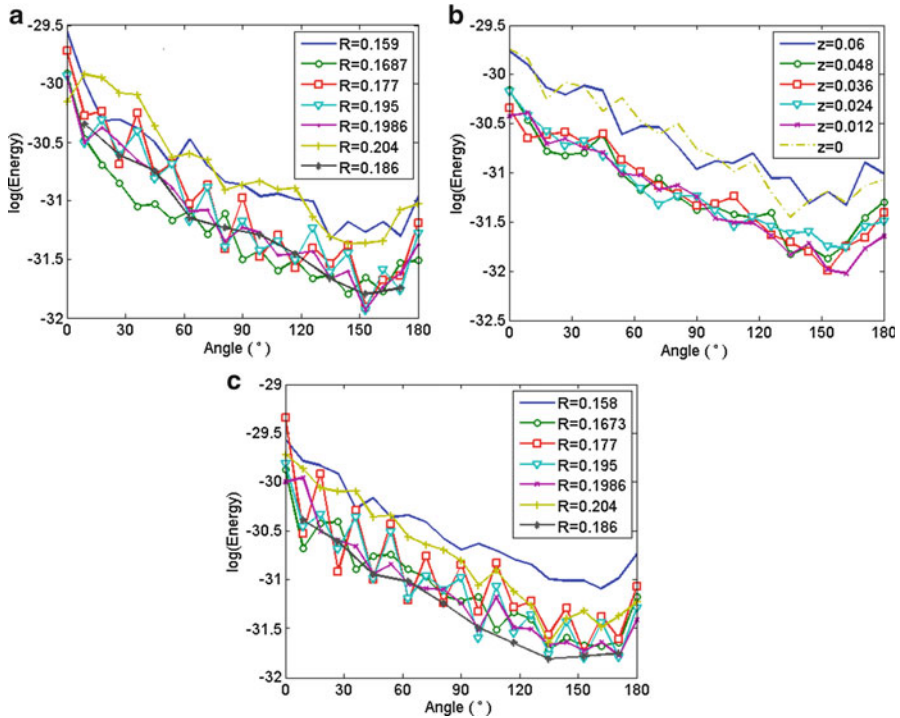 a
-29.5
-30
-30.5
-31
-31.5
-32
log(Energy)
0 30 60 90 120 150 180
Angle (°)
R=0.159
R=0.1687
R=0.177
R=0.195
R=0.1986
R=0.204
R=0.186
b
-29.5
-30
-30.5
-31
-31.5
-32
-32.5
log(Energy)
0 30 60 90 120 150 180
Angle (°)
z=0.06
z=0.048
z=0.036
z=0.024
z=0.012
z=0
c
-29
-29.5
-30
-30.5
-31
-31.5
-32
log(Energy)
0 30 60 90 120 150 180
Angle (°)
R=0.158
R=0.1673
R=0.177
R=0.195
R=0.1986
R=0.204
R=0.186